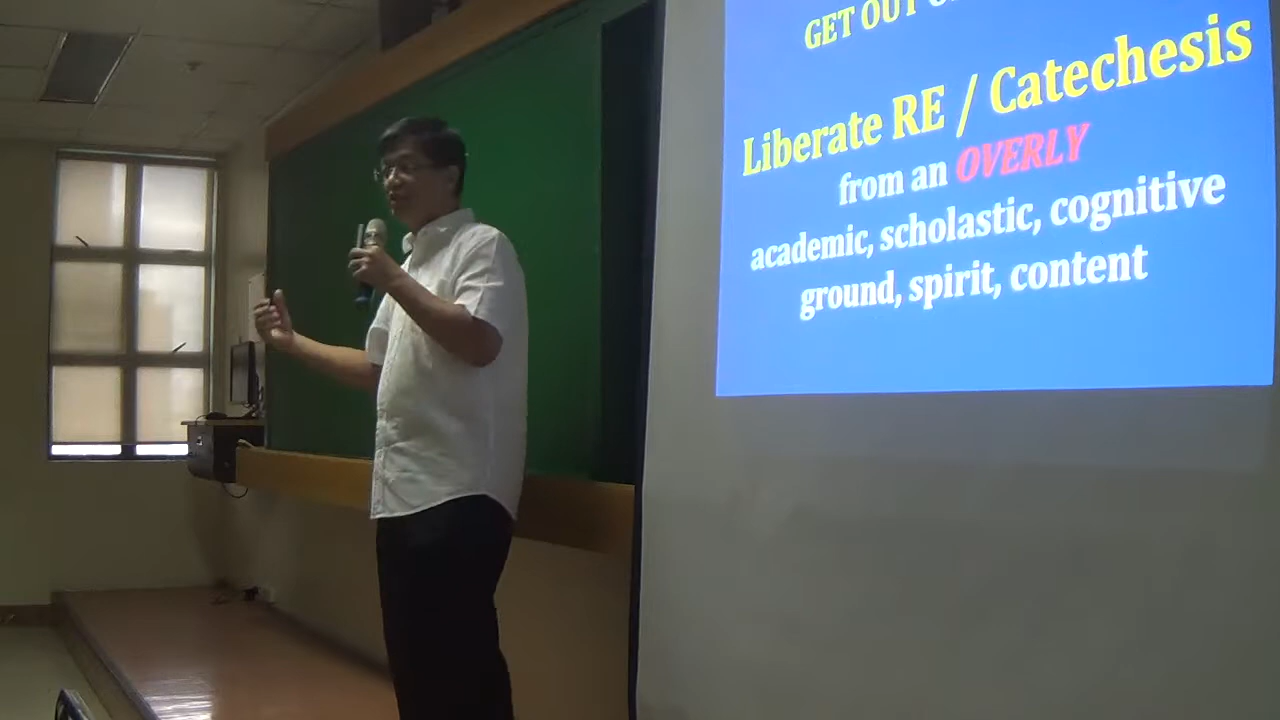 GET OUT
Liberate RE / Catechesis
from an OVERLY
academic, scholastic, cognitive
ground, spirit, content